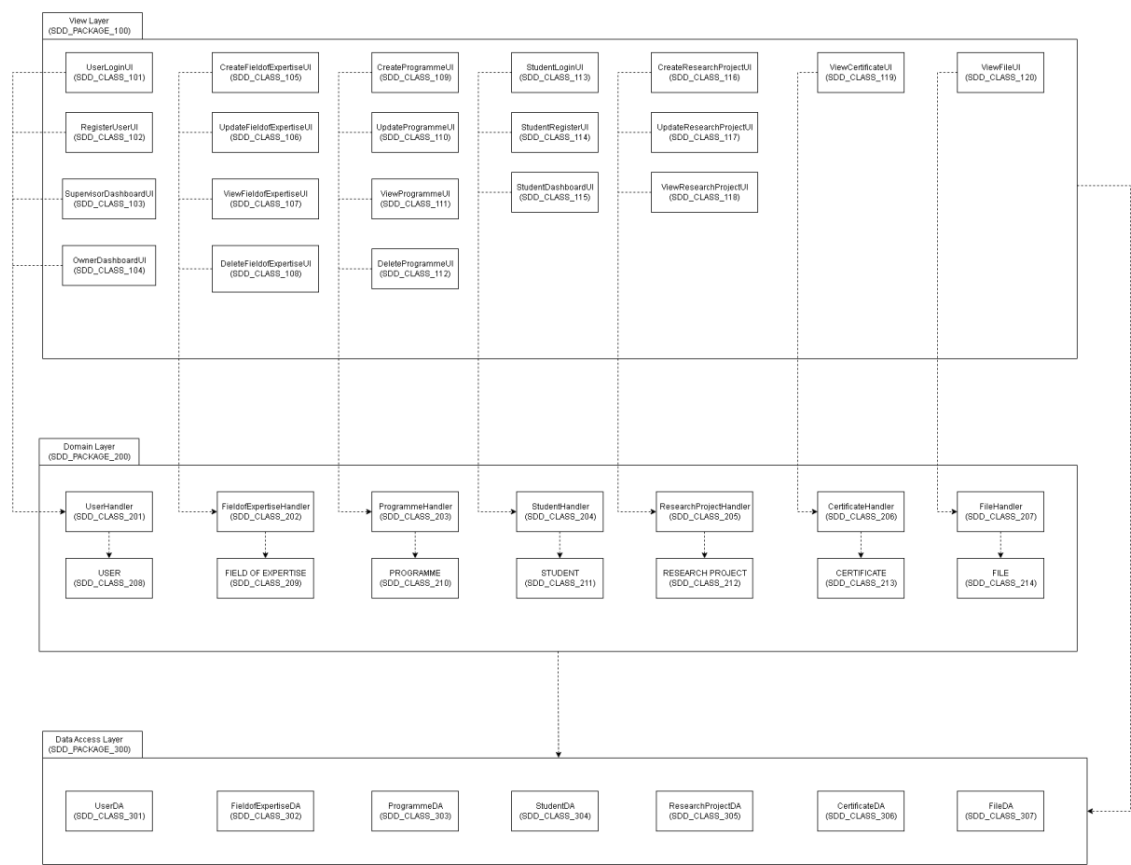 View Layer
(SDD_PACKAGE_100)
UserLoginUI
(SDD_CLASS_101)
CreateFieldofExpertiseUI
(SDD_CLASS_105)
CreateProgrammeUI
(SDD_CLASS_109)
StudentLoginUI
(SDD_CLASS_113)
CreateResearchProjectUI
(SDD_CLASS_116)
ViewCertificateUI
(SDD_CLASS_119)
ViewFileUI
(SDD_CLASS_120)
RegisterUserUI
(SDD_CLASS_102)
UpdateFieldofExpertiseUI
(SDD_CLASS_106)
UpdateProgrammeUI
(SDD_CLASS_110)
StudentRegisterUI
(SDD_CLASS_114)
UpdateResearchProjectUI
(SDD_CLASS_117)
SupervisorDashboardUI
(SDD_CLASS_103)
ViewFieldofExpertiseUI
(SDD_CLASS_107)
ViewProgrammeUI
(SDD_CLASS_111)
StudentDashboardUI
(SDD_CLASS_115)
ViewResearchProjectUI
(SDD_CLASS_118)
OwnerDashboardUI
(SDD_CLASS_104)
DeleteFieldofExpertiseUI
(SDD_CLASS_108)
DeleteProgrammeUI
(SDD_CLASS_112)
Domain Layer
(SDD_PACKAGE_200)
UserHandler
(SDD_CLASS_201)
FieldofExpertiseHandler
(SDD_CLASS_202)
ProgrammeHandler
(SDD_CLASS_203)
StudentHandler
(SDD_CLASS_204)
ResearchProjectHandler
(SDD_CLASS_205)
CertificateHandler
(SDD_CLASS_206)
FileHandler
(SDD_CLASS_207)
USER
(SDD_CLASS_208)
FIELD OF EXPERTISE
(SDD_CLASS_209)
PROGRAMME
(SDD_CLASS_210)
STUDENT
(SDD_CLASS_211)
RESEARCH PROJECT
(SDD_CLASS_212)
CERTIFICATE
(SDD_CLASS_213)
FILE
(SDD_CLASS_214)
Data Access Layer
(SDD_PACKAGE_300)
UserDA
(SDD_CLASS_301)
FieldofExpertiseDA
(SDD_CLASS_302)
ProgrammeDA
(SDD_CLASS_303)
StudentDA
(SDD_CLASS_304)
ResearchProjectDA
(SDD_CLASS_305)
CertificateDA
(SDD_CLASS_306)
FileDA
(SDD_CLASS_307)